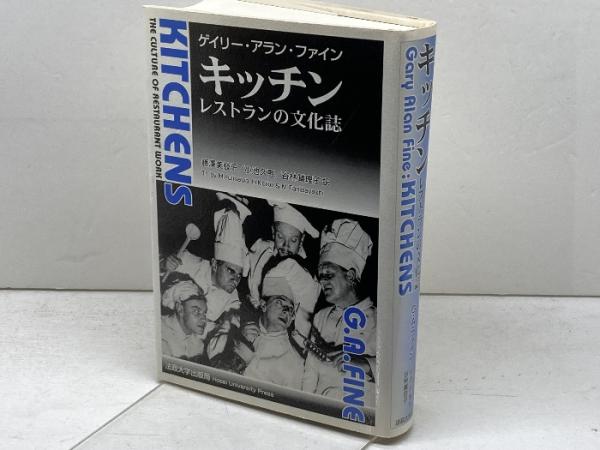 KITCHENS
THE CULTURE OF RESTAURANT WORK
ゲイリー・アラン・ファイン
キッチン
レストランの文化誌
G.A.FINE
法政大学出版局 Hosei University Press
キッチン
Gary Alan Fine:KITCHENS